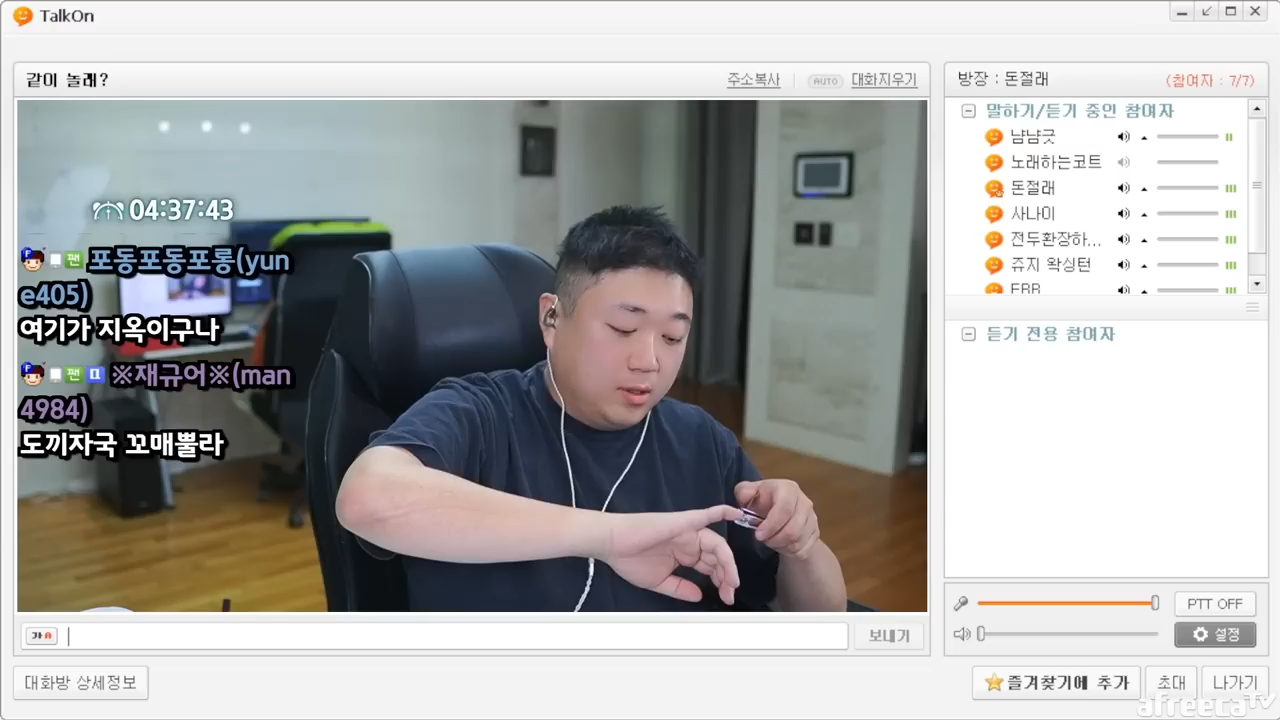 TalkOn
같이 놀래?
주소복사
AUTO
대화지우기
04:37:43
포동포동포롱(yun
e405)
여기가 지옥이구나
팬 ※재규어※(man
4984)
도끼자국 꼬매뿔라
가A
보내기
대화방 상세정보
방장 : 돈절래
(참여자 : 7/7)
말하기/듣기 중인 참여자
냠냠긋
노래하는코트
돈절래
사나이
전두환장하...
쥬지 왁싱턴
FBB
듣기 전용 참여자
PTT OFF
설정
즐겨찾기에 추가
초대
나가기
afreecaTV